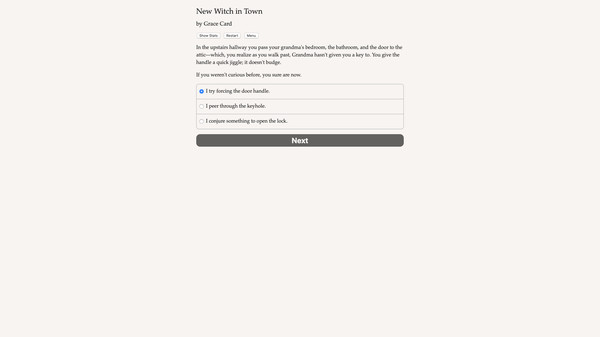 New Witch in Town
by Grace Card
Show Stats Restart Menu
In the upstairs hallway you pass your grandma's bedroom, the bathroom, and the door to the
attic—which, you realize as you walk past, Grandma hasn't given you a key to. You give the
handle a quick jiggle; it doesn't budge.
If you weren't curious before, you sure are now.
I try forcing the door handle.
I peer through the keyhole.
I conjure something to open the lock.
Next